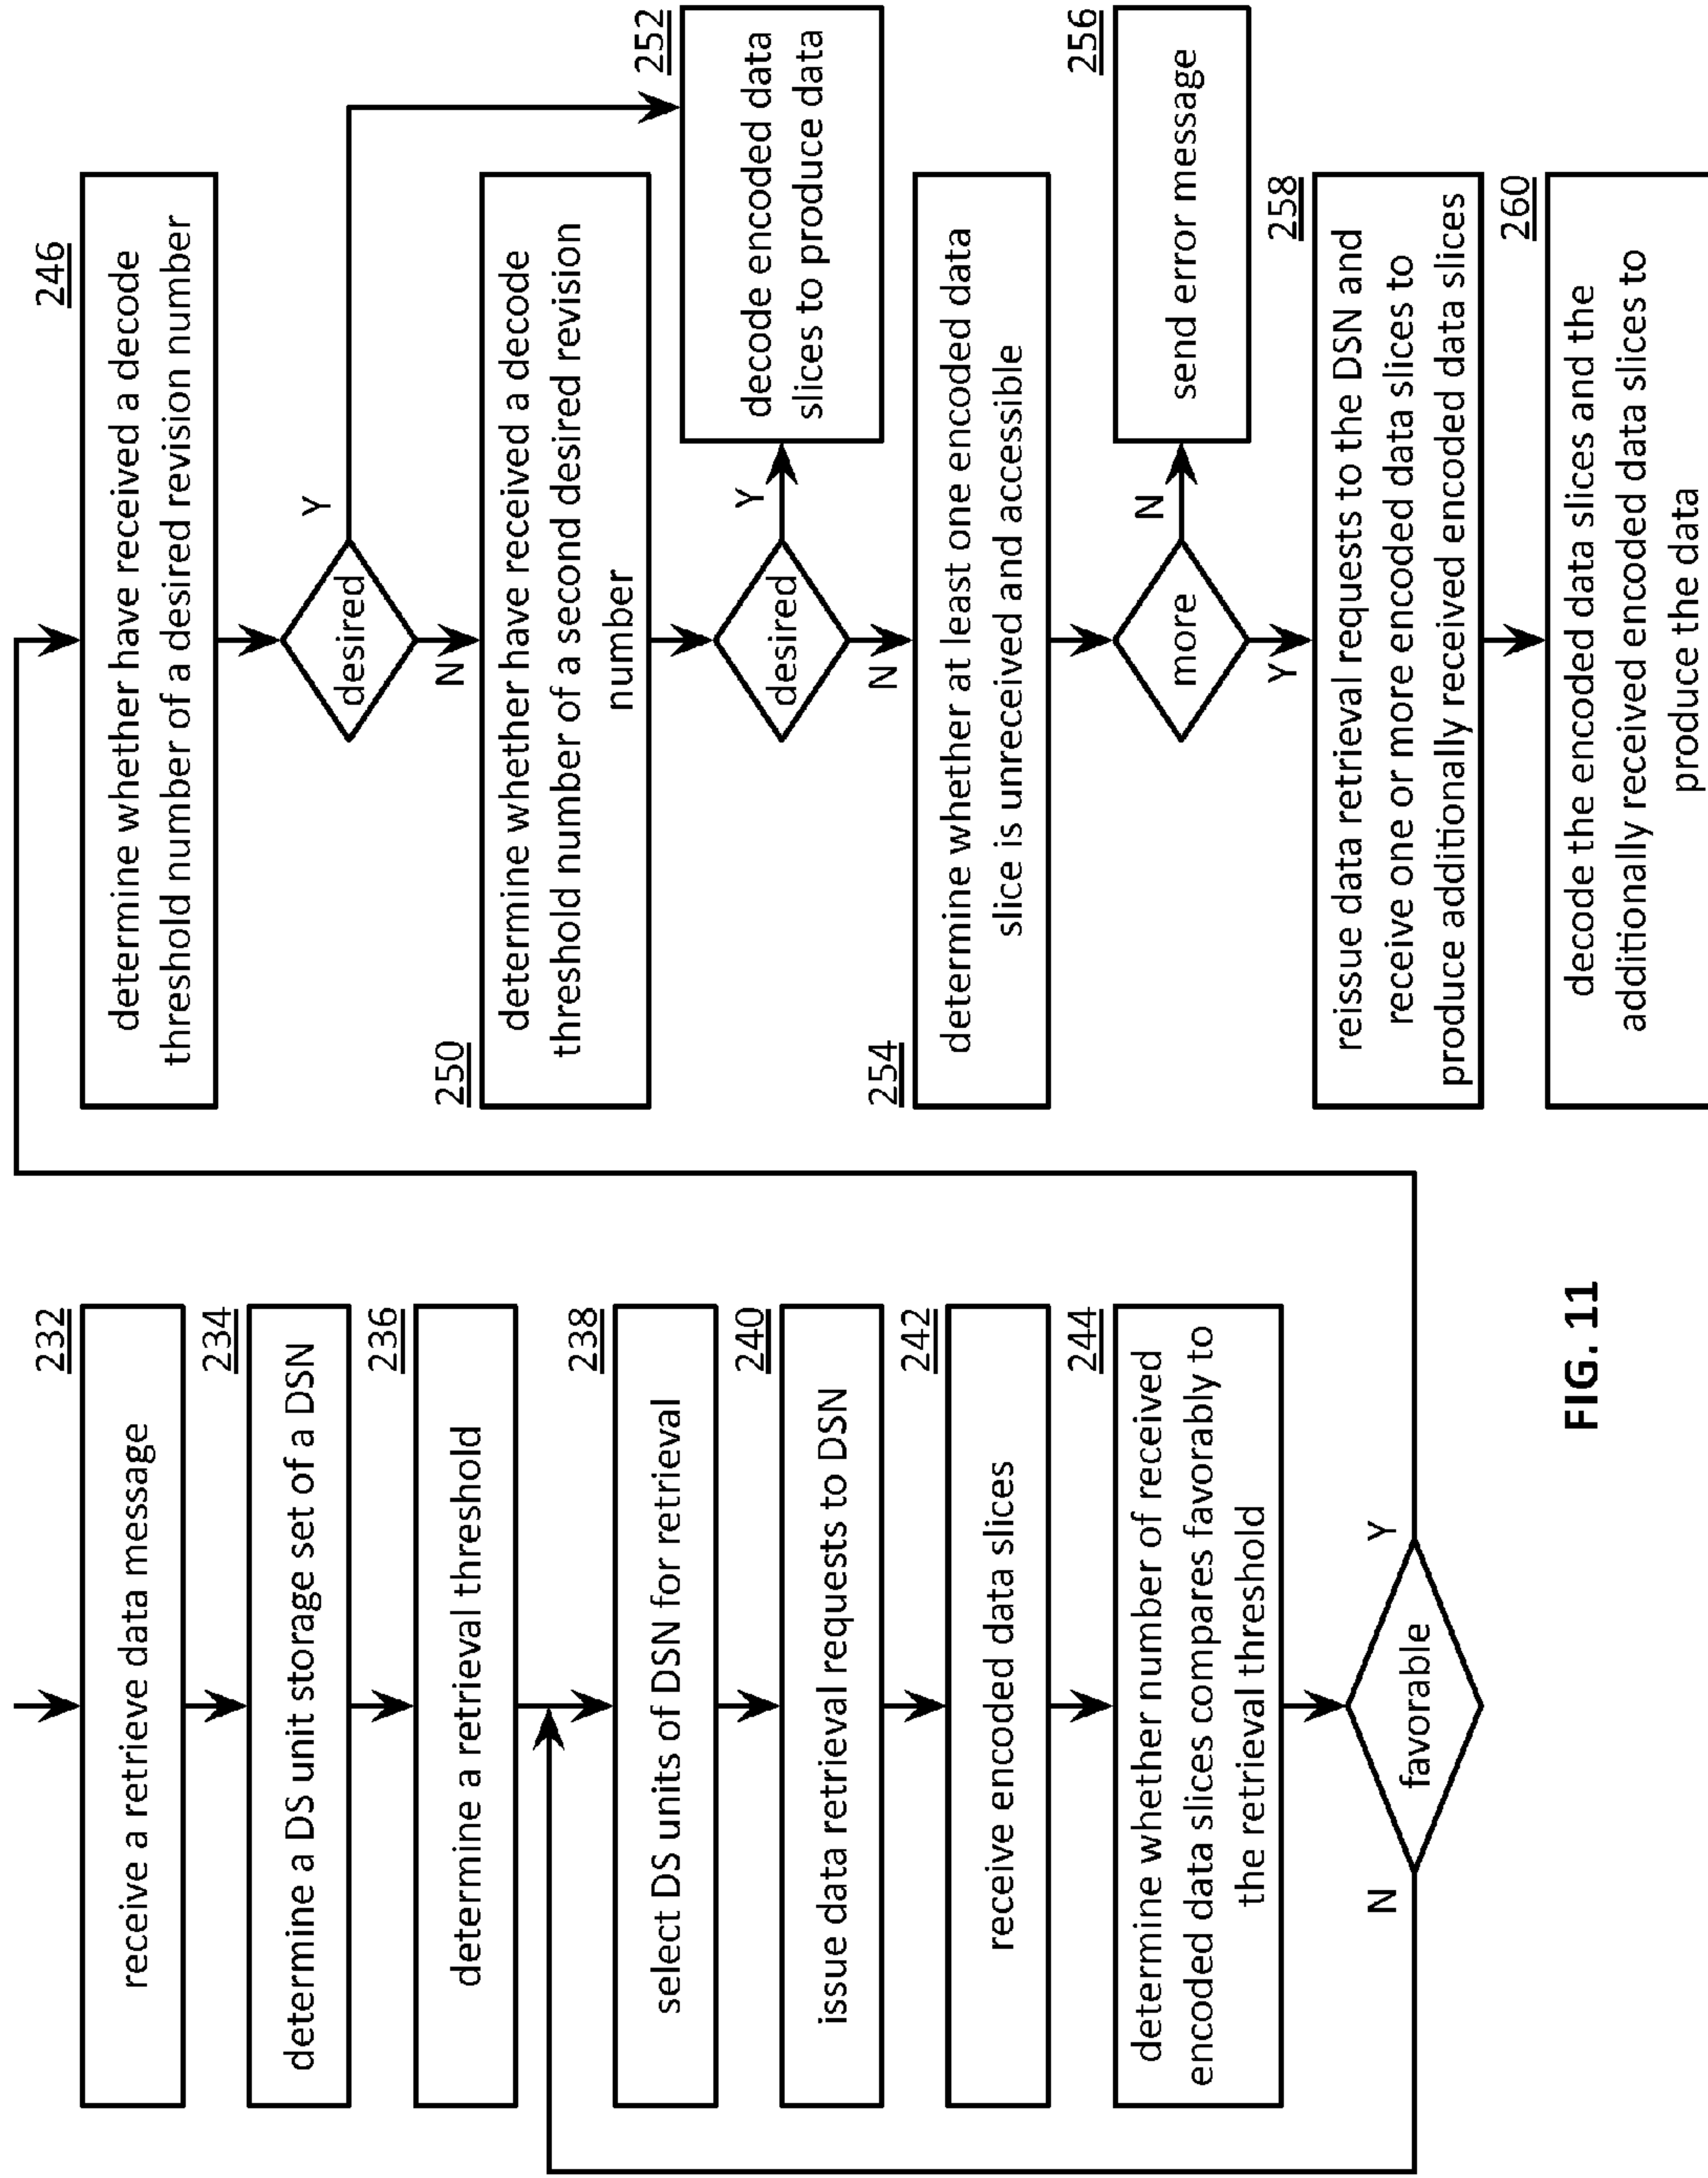 232
receive a retrieve data message
234
determine a DS unit storage set of a DSN
236
determine a retrieval threshold
238
select DS units of DSN for retrieval
240
issue data retrieval requests to DSN
242
receive encoded data slices
244
determine whether number of received
encoded data slices compares favorably to
the retrieval threshold
favorable
N
Y
246
determine whether have received a decode
threshold number of a desired revision number
desired
Y
N
250
determine whether have received a decode
threshold number of a second desired revision
number
252
decode encoded data
slices to produce data
desired
Y
N
254
determine whether at least one encoded data
slice is unreceived and accessible
more
N
Y
256
send error message
258
reissue data retrieval requests to the DSN and
receive one or more encoded data slices to
produce additionally received encoded data slices
260
decode the encoded data slices and the
additionally received encoded data slices to
produce the data
FIG. 11